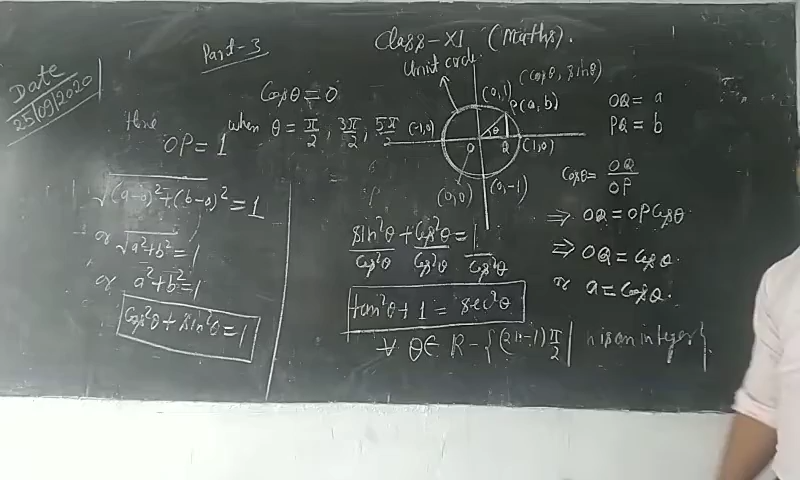 Date
25/09/2020
Part-3
Class-XI (Maths).
Unit circle
(cosθ, sinθ)
Cosθ = 0
when θ = π/2, 3π/2, 5π/2
Here
OP = 1
√(a-0)²+(b-0)² = 1
or √a²+b² = 1
or a²+b² = 1
Cos²θ + sin²θ = 1
(0,1)
P(a,b)
(-1,0)
O
θ
Q
(1,0)
(0,0)
(0,-1)
sin²θ/Cos²θ + Cos²θ/Cos²θ = 1/Cos²θ
tan²θ + 1 = sec²θ
∀ θ∈ R - {(2n-1)π/2 | n is an integer}.
OQ = a
PQ = b
Cosθ = OQ/OP
⇒ OQ = OP Cosθ
⇒ OQ = Cosθ.
or a = Cosθ.